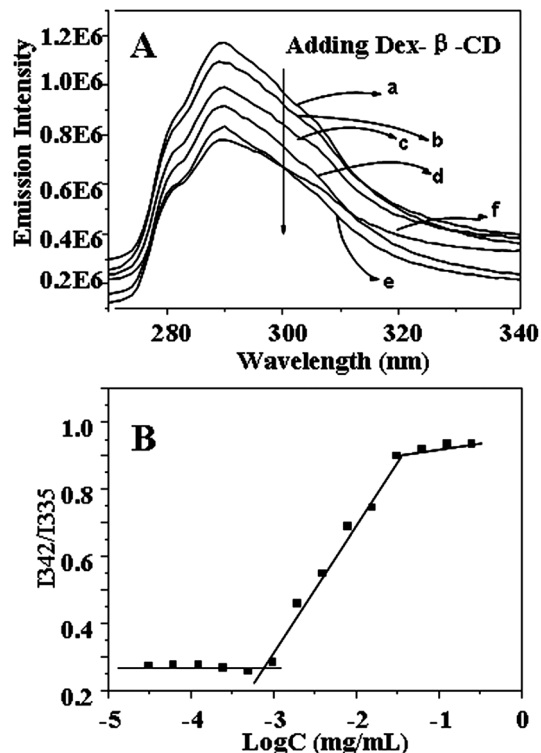 A
Adding Dex- β -CD
Emission Intensity
1.2E6
1.0E6
0.8E6
0.6E6
0.4E6
0.2E6
a
b
c
d
f
e
280 300 320 340
Wavelength (nm)
B
I342/I335
1.0
0.8
0.6
0.4
0.2
-5 -4 -3 -2 -1 0
LogC (mg/mL)